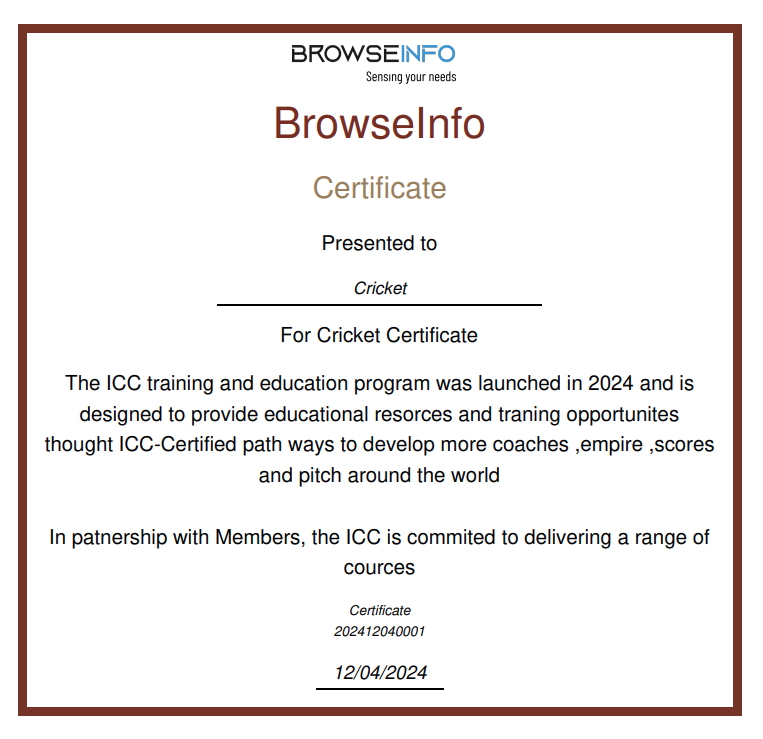 BROWSEINFO
Sensing your needs
BrowseInfo
Certificate
Presented to
Cricket
For Cricket Certificate
The ICC training and education program was launched in 2024 and is
designed to provide educational resorces and traning opportunites
thought ICC-Certified path ways to develop more coaches ,empire ,scores
and pitch around the world
In patnership with Members, the ICC is commited to delivering a range of
cources
Certificate
202412040001
12/04/2024